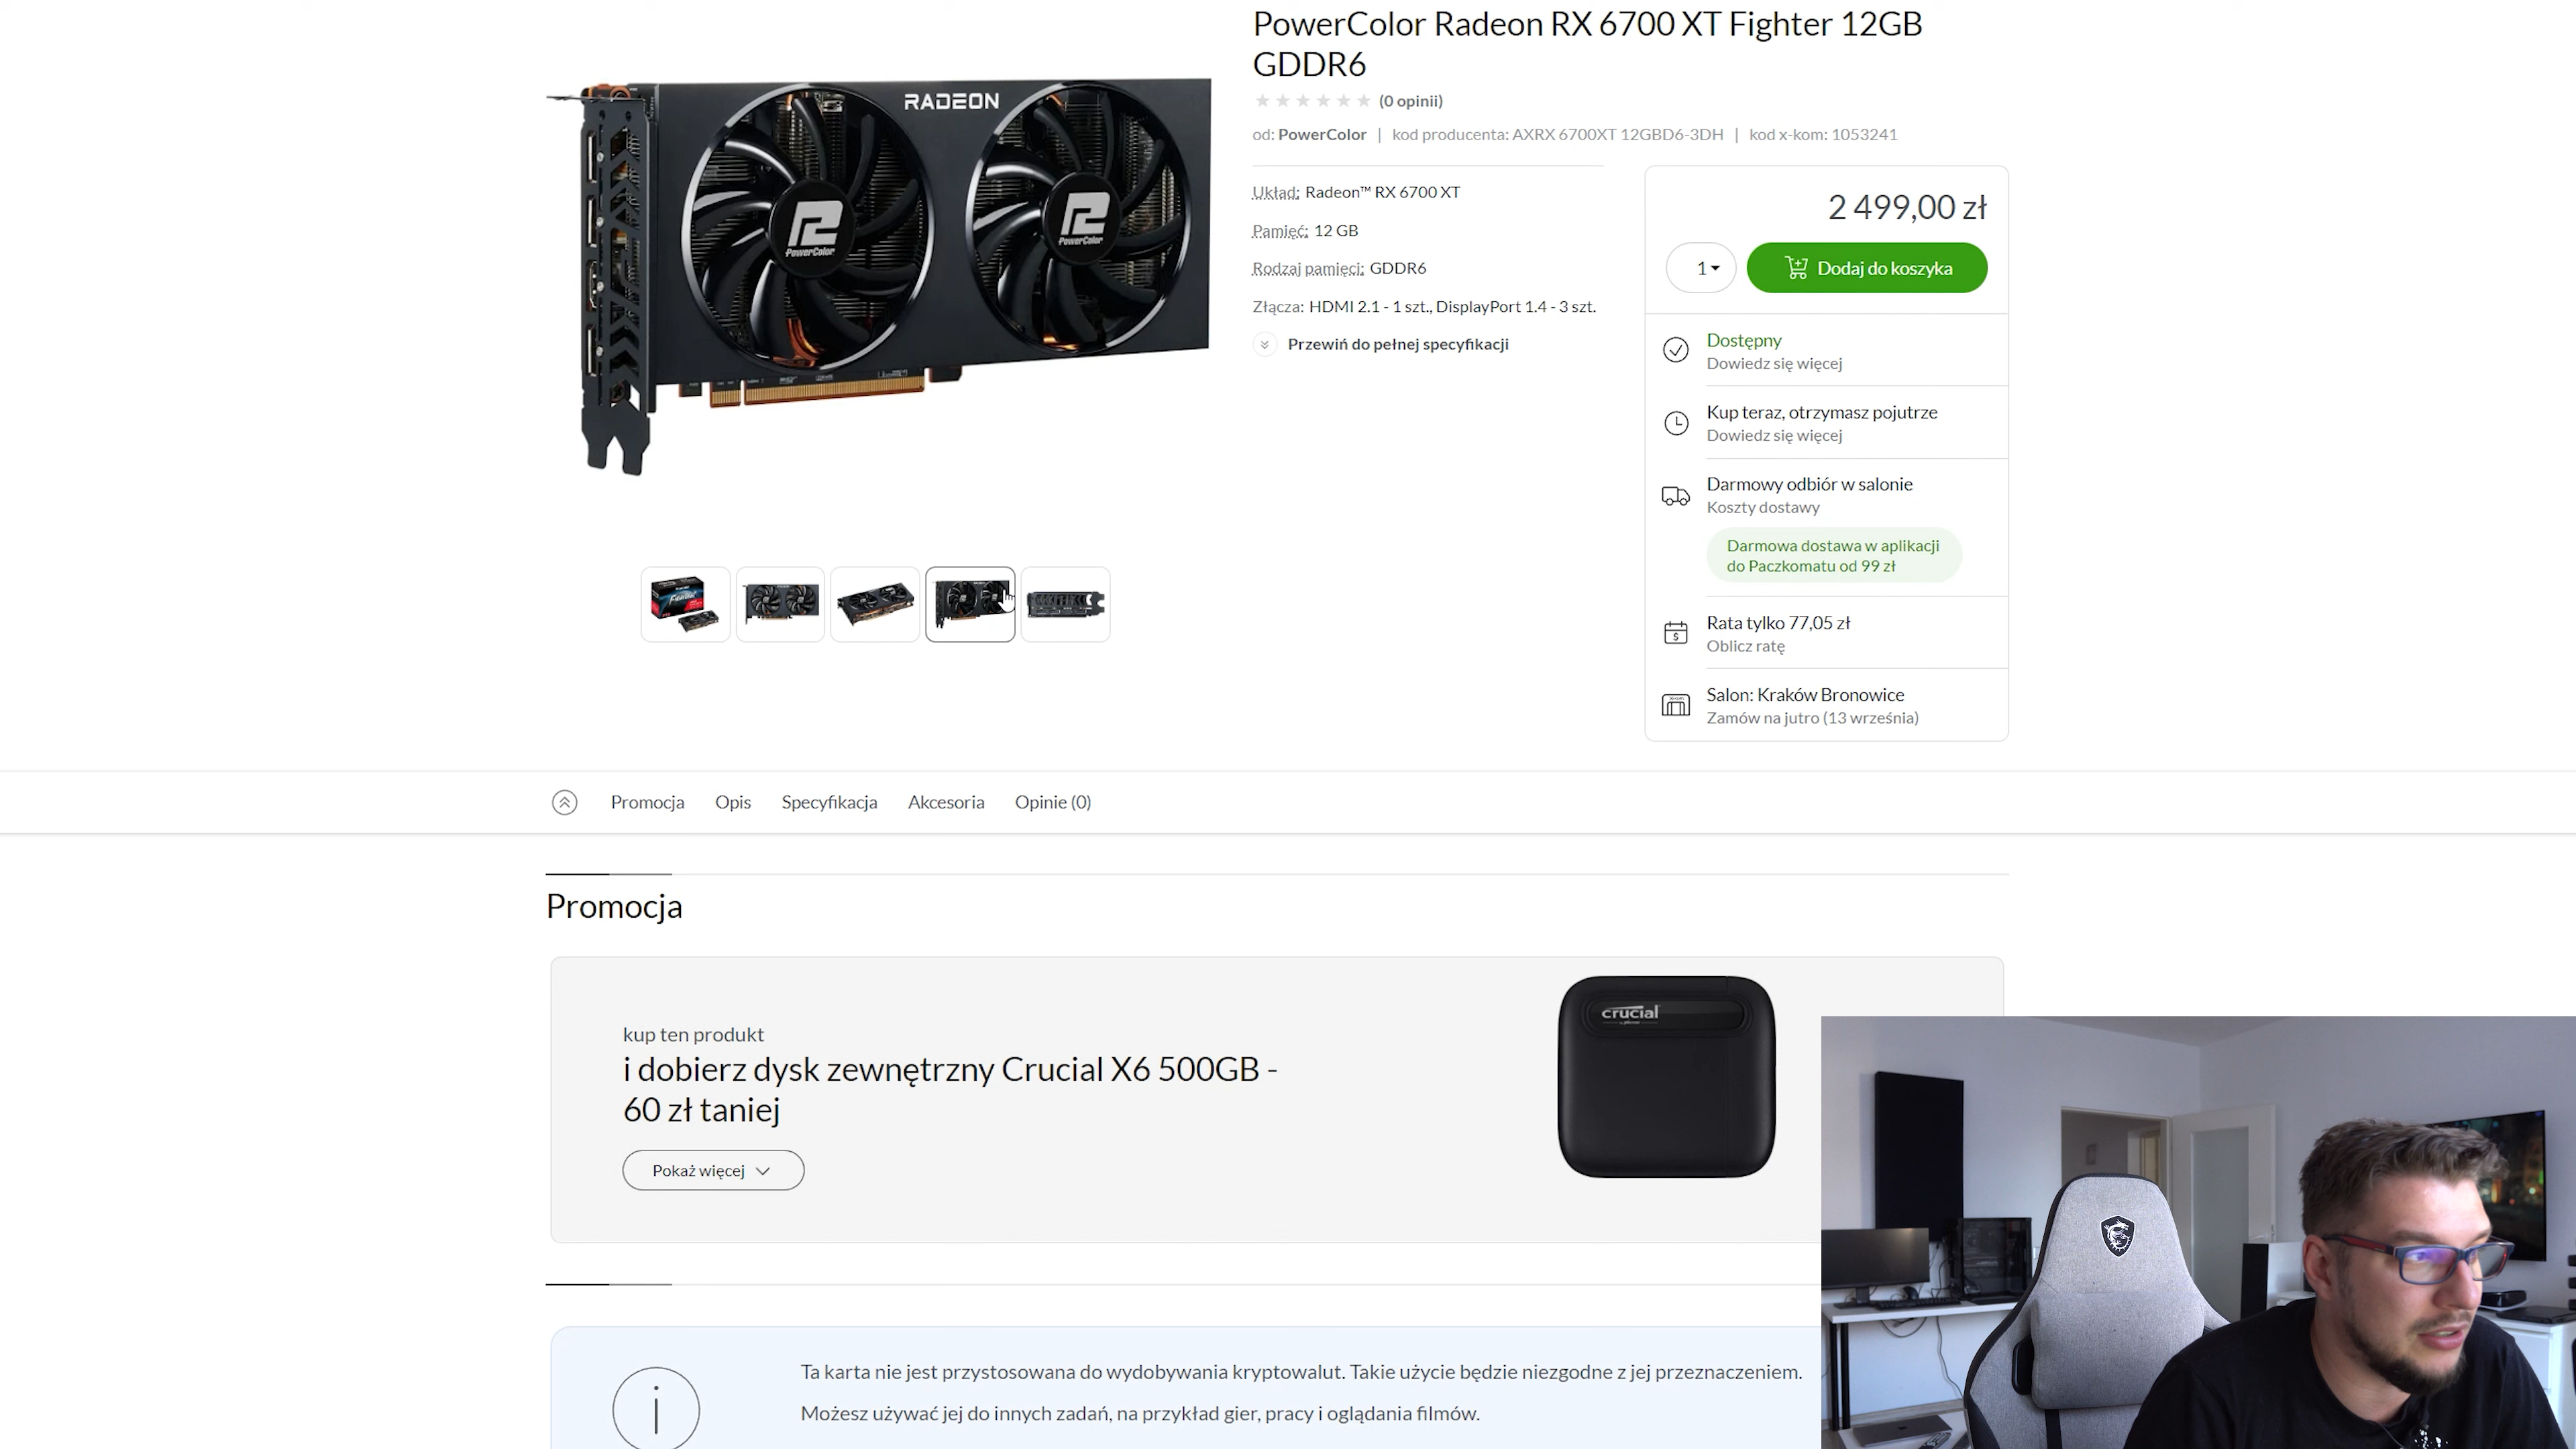 PowerColor Radeon RX 6700 XT Fighter 12GB
GDDR6
(0 opinii)
od: PowerColor | kod producenta: AXRX 6700XT 12GBD6-3DH | kod x-kom: 1053241
RADEON
PowerColor
PowerColor
Układ: Radeon™ RX 6700 XT
Pamięć: 12 GB
Rodzaj pamięci: GDDR6
Złącza: HDMI 2.1 - 1 szt., DisplayPort 1.4 - 3 szt.
Przewiń do pełnej specyfikacji
2 499,00 zł
1
Dodaj do koszyka
Dostępny
Dowiedz się więcej
Kup teraz, otrzymasz pojutrze
Dowiedz się więcej
Darmowy odbiór w salonie
Koszty dostawy
Darmowa dostawa w aplikacji
do Paczkomatu od 99 zł
Rata tylko 77,05 zł
Oblicz ratę
Salon: Kraków Bronowice
Zamów na jutro (13 września)
Promocja Opis Specyfikacja Akcesoria Opinie (0)
Promocja
kup ten produkt
i dobierz dysk zewnętrzny Crucial X6 500GB -
60 zł taniej
Pokaż więcej
crucial
Ta karta nie jest przystosowana do wydobywania kryptowalut. Takie użycie będzie niezgodne z jej przeznaczeniem.
Możesz używać jej do innych zadań, na przykład gier, pracy i oglądania filmów.